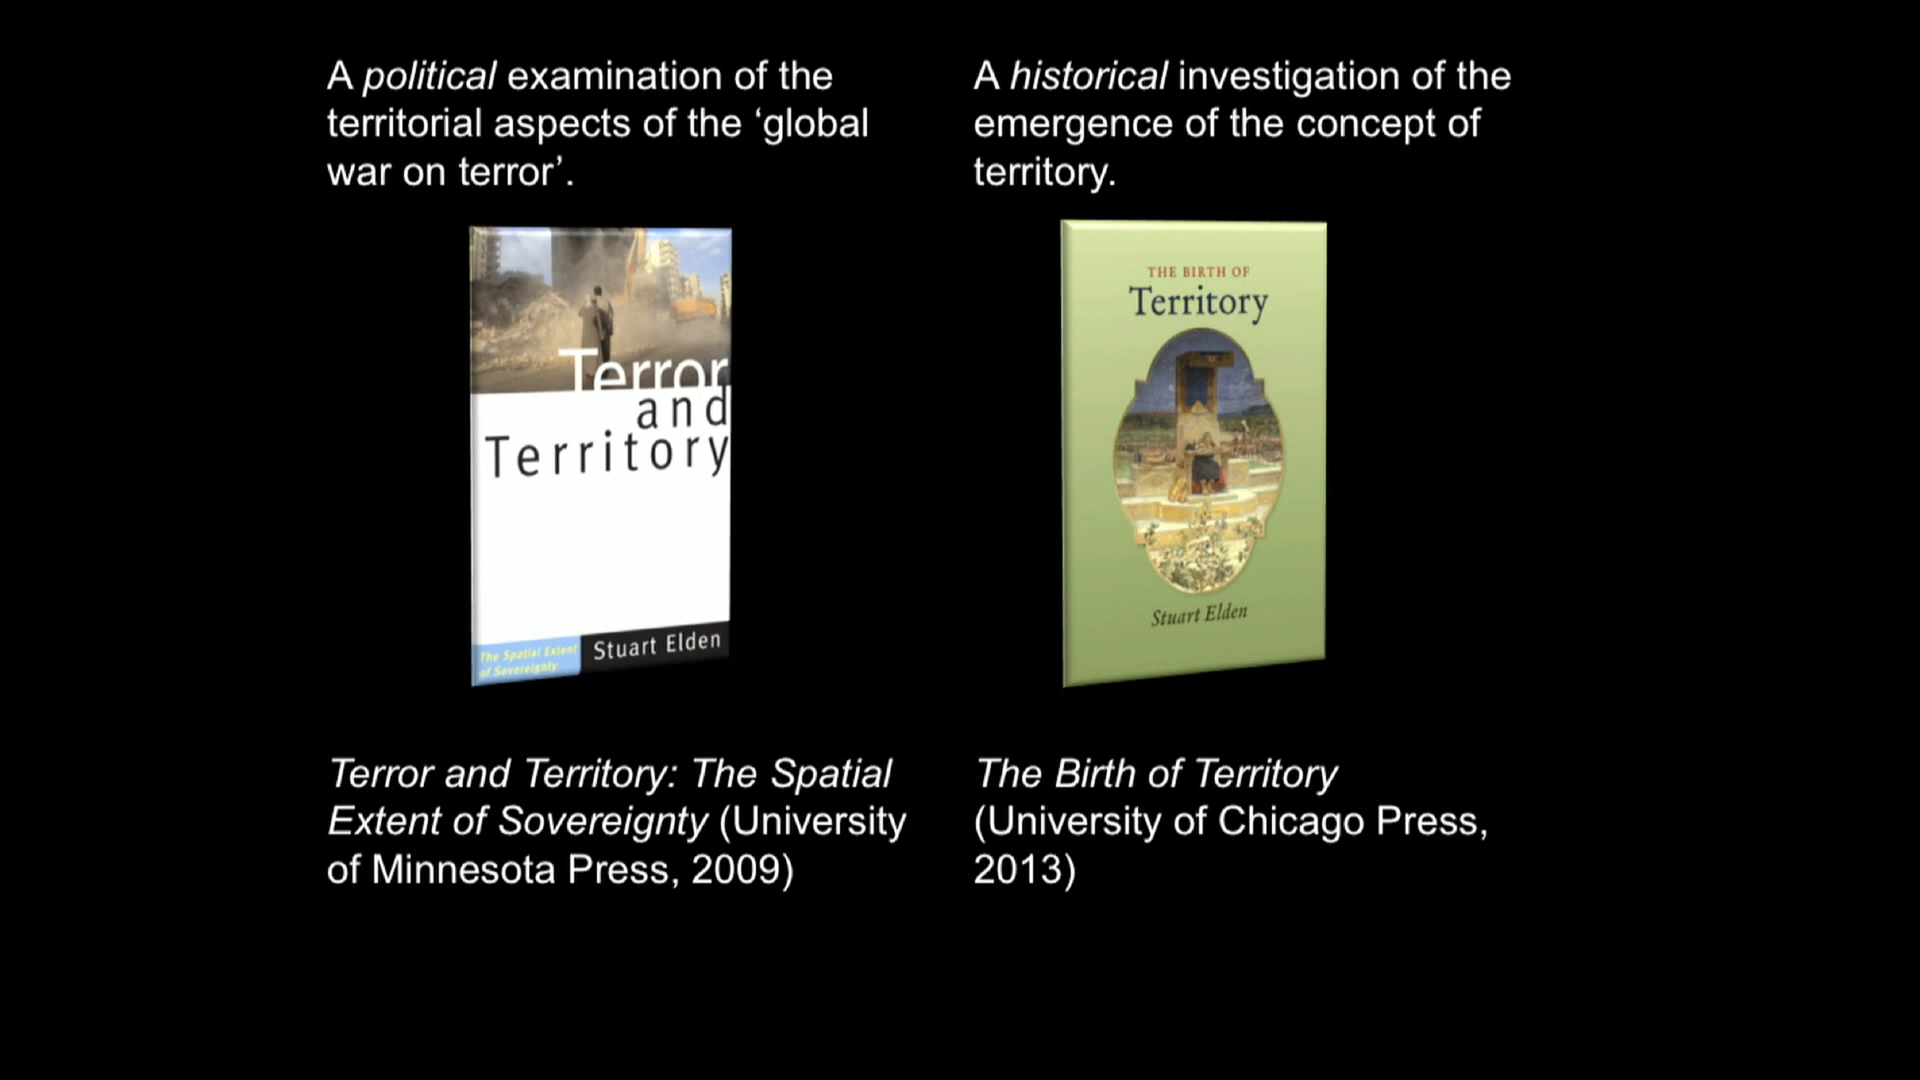 A political examination of the
territorial aspects of the ‘global
war on terror’.
Terror
and
Territory
The Spatial Extent
of Sovereignty
Stuart Elden
Terror and Territory: The Spatial
Extent of Sovereignty (University
of Minnesota Press, 2009)
A historical investigation of the
emergence of the concept of
territory.
THE BIRTH OF
Territory
Stuart Elden
The Birth of Territory
(University of Chicago Press,
2013)